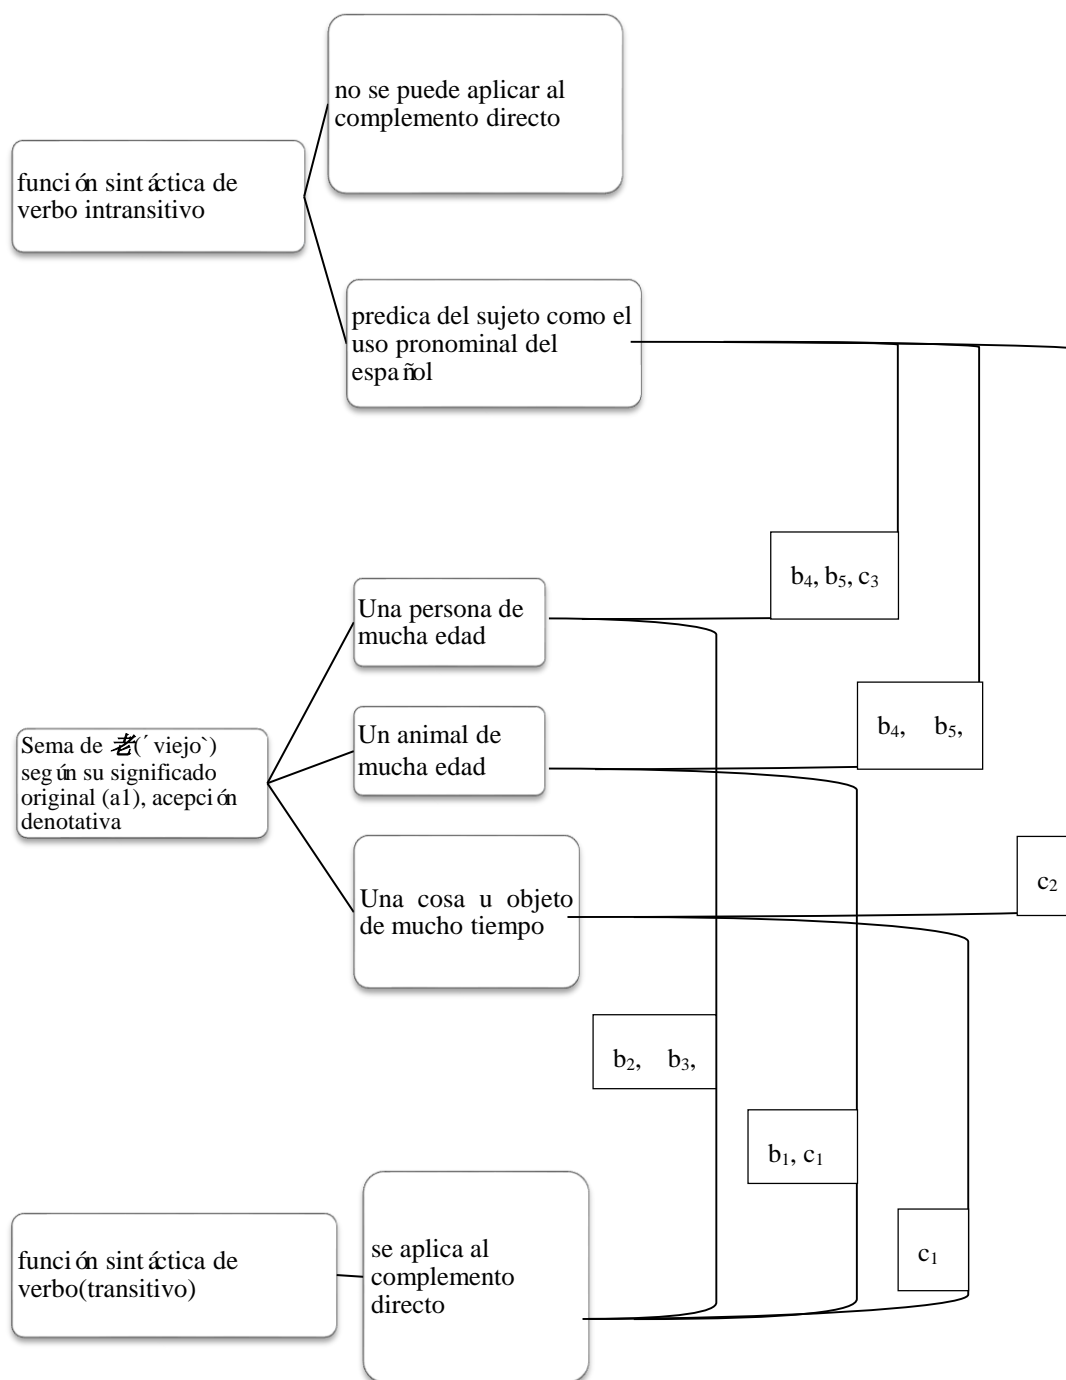 no se puede aplicar al
complemento directo
función sintáctica de
verbo intransitivo
predica del sujeto como el
uso pronominal del
español
b₄, b₅, c₃
Una persona de
mucha edad
b₄, b₅,
Un animal de
mucha edad
Sema de 老(´viejo`)
según su significado
original (a1), acepción
denotativa
c₂
Una cosa u objeto
de mucho tiempo
b₂, b₃,
b₁, c₁
c₁
función sintáctica de
verbo(transitivo)
se aplica al
complemento
directo